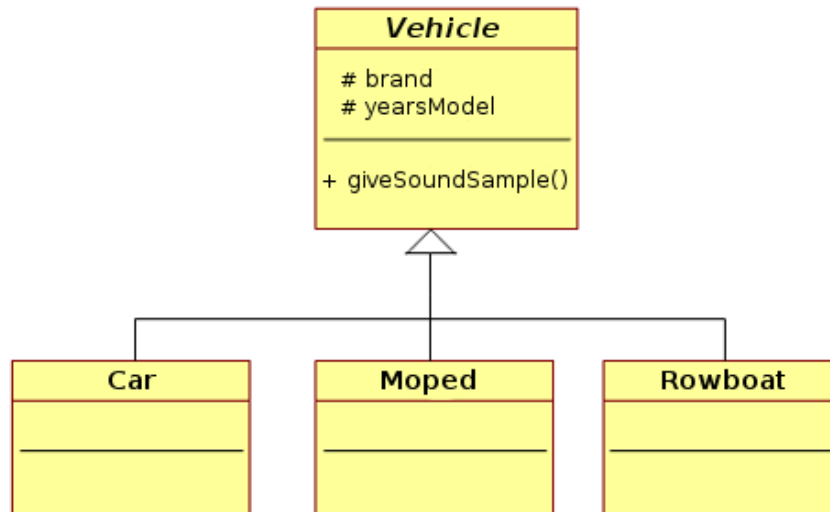 Vehicle
# brand
# yearsModel
+ giveSoundSample()
Car
Moped
Rowboat